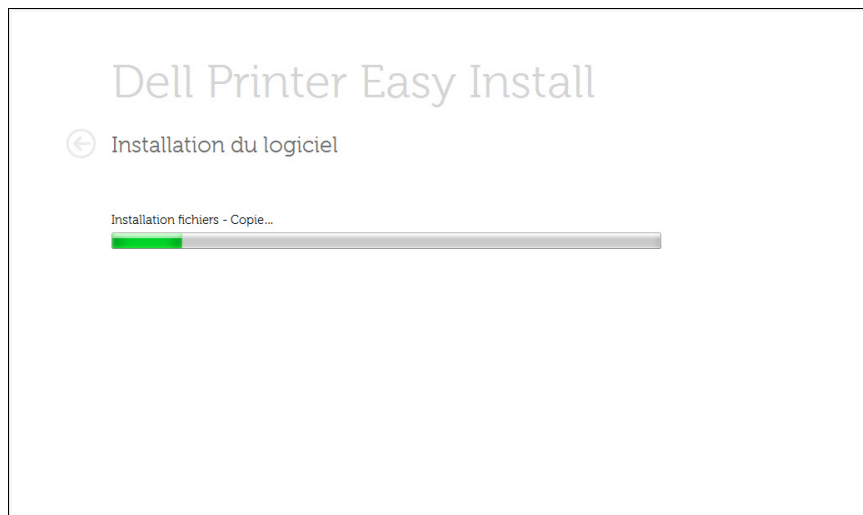 Dell Printer Easy Install
Installation du logiciel
Installation fichiers - Copie...